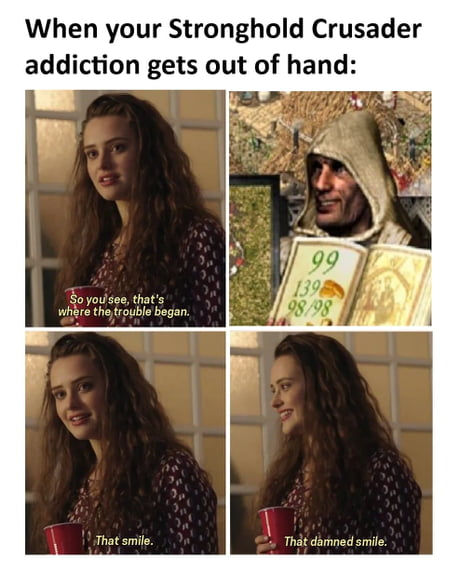 When your Stronghold Crusader
addiction gets out of hand:
So you see, that's
where the trouble began.
99
139
98/98
That smile.
That damned smile.